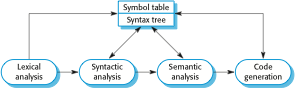 Symbol table
Syntax tree
Lexical
analysis
Syntactic
analysis
Semantic
analysis
Code
generation